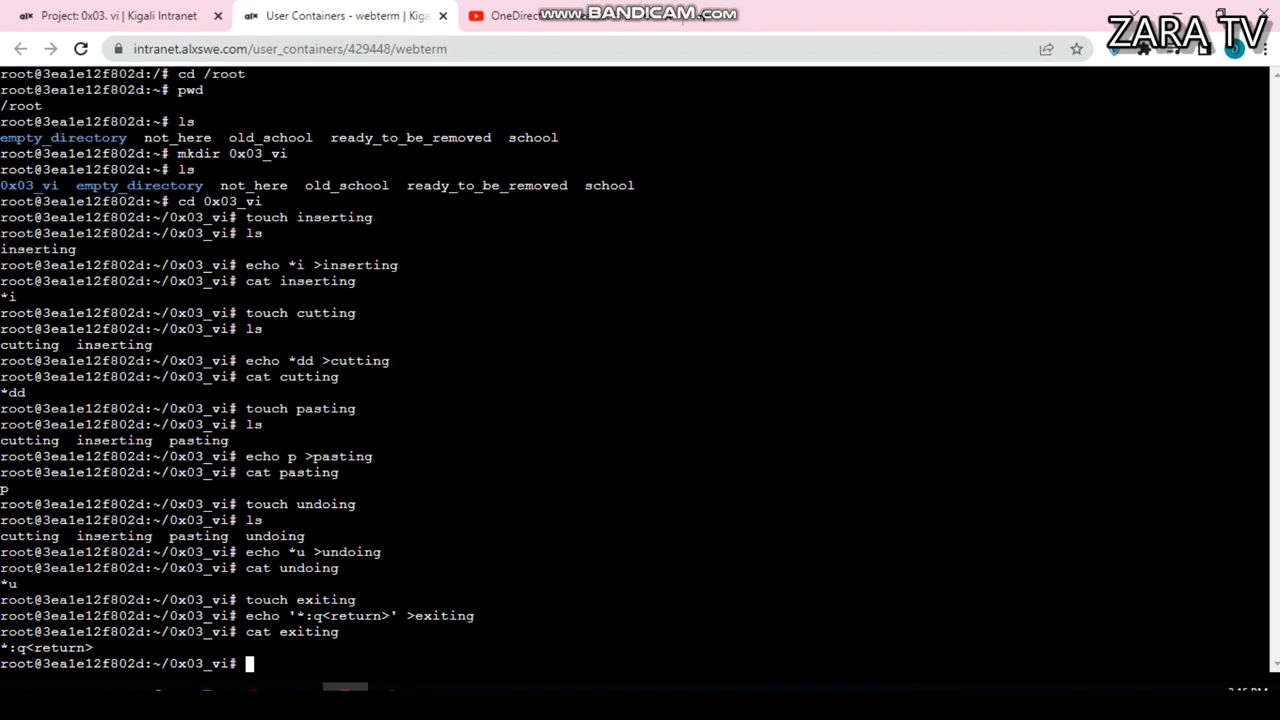 Project: 0x03. vi | Kigali Intranet
User Containers - webterm | Kiga
OneDirec
www.BANDICAM.com
ZARA TV
intranet.alxswe.com/user_containers/429448/webterm
root@3ea1e12f802d:/# cd /root
root@3ea1e12f802d:~# pwd
/root
root@3ea1e12f802d:~# ls
empty_directory not_here old_school ready_to_be_removed school
root@3ea1e12f802d:~# mkdir 0x03_vi
root@3ea1e12f802d:~# ls
0x03_vi empty_directory not_here old_school ready_to_be_removed school
root@3ea1e12f802d:~# cd 0x03_vi
root@3ea1e12f802d:~/0x03_vi# touch inserting
root@3ea1e12f802d:~/0x03_vi# ls
inserting
root@3ea1e12f802d:~/0x03_vi# echo *i >inserting
root@3ea1e12f802d:~/0x03_vi# cat inserting
*i
root@3ea1e12f802d:~/0x03_vi# touch cutting
root@3ea1e12f802d:~/0x03_vi# ls
cutting inserting
root@3ea1e12f802d:~/0x03_vi# echo *dd >cutting
root@3ea1e12f802d:~/0x03_vi# cat cutting
*dd
root@3ea1e12f802d:~/0x03_vi# touch pasting
root@3ea1e12f802d:~/0x03_vi# ls
cutting inserting pasting
root@3ea1e12f802d:~/0x03_vi# echo p >pasting
root@3ea1e12f802d:~/0x03_vi# cat pasting
p
root@3ea1e12f802d:~/0x03_vi# touch undoing
root@3ea1e12f802d:~/0x03_vi# ls
cutting inserting pasting undoing
root@3ea1e12f802d:~/0x03_vi# echo *u >undoing
root@3ea1e12f802d:~/0x03_vi# cat undoing
*u
root@3ea1e12f802d:~/0x03_vi# touch exiting
root@3ea1e12f802d:~/0x03_vi# echo '*:q<return>' >exiting
root@3ea1e12f802d:~/0x03_vi# cat exiting
*:q<return>
root@3ea1e12f802d:~/0x03_vi#